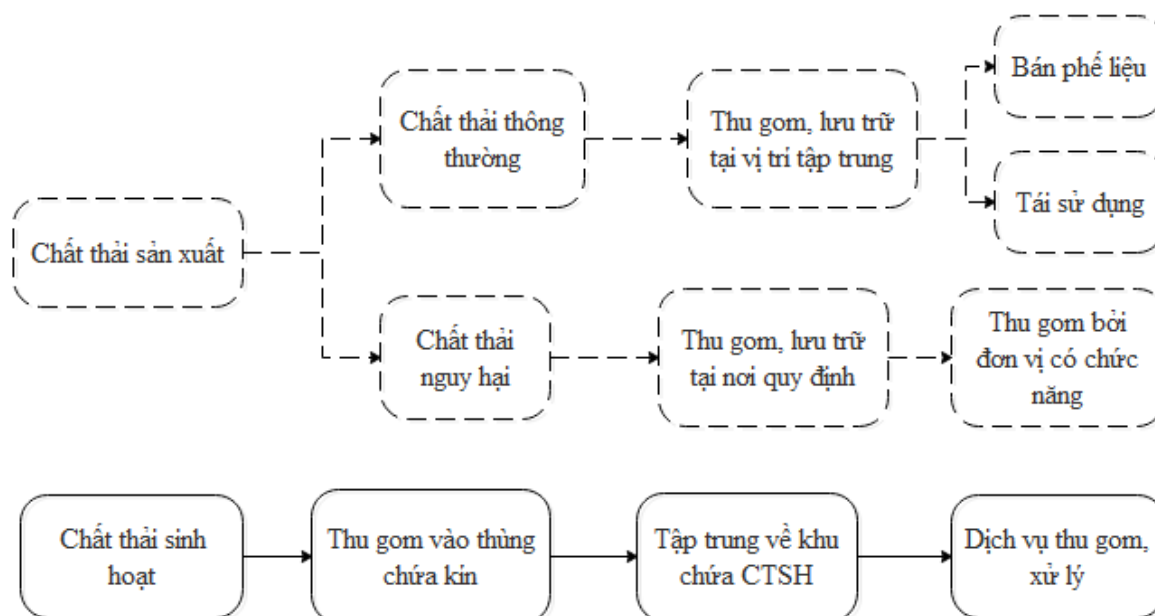 Bán phế liệu
Chất thải thông
thường
Thu gom, lưu trữ
tại vị trí tập trung
Tái sử dụng
Chất thải sản xuất
Chất thải
nguy hại
Thu gom, lưu trữ
tại nơi quy định
Thu gom bởi
đơn vị có chức
năng
Chất thải sinh
hoạt
Thu gom vào thùng
chứa kín
Tập trung về khu
chứa CTSH
Dịch vụ thu gom,
xử lý